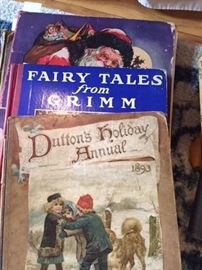 FAIRY TALES
from
GRIMM
Dutton's Holiday
Annual
1893